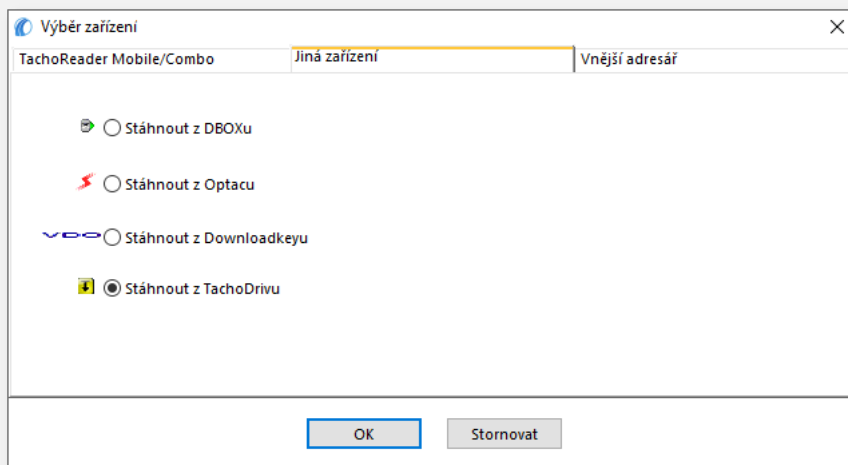 Výběr zařízení
TachoReader Mobile/Combo
Jiná zařízení
Vnější adresář
Stáhnout z DBOXu
Stáhnout z Optacu
VDO Stáhnout z Downloadkeyu
Stáhnout z TachoDrivu
OK
Stornovat